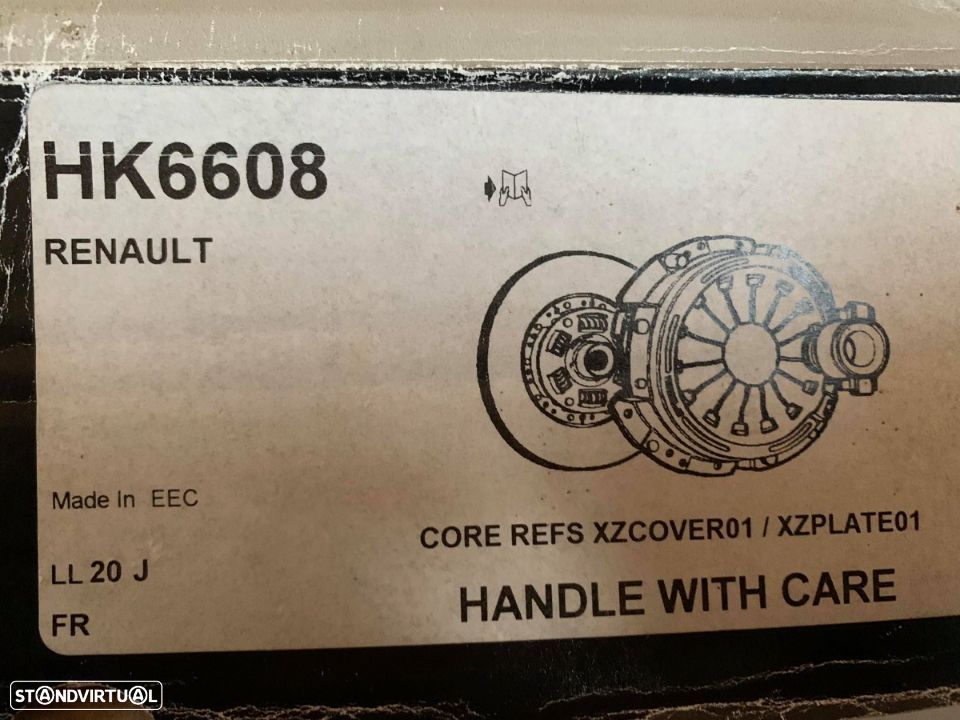 HK6608
RENAULT
Made In EEC
CORE REFS XZCOVER01 / XZPLATE01
LL 20 J
HANDLE WITH CARE
FR
STANDVIRTUAL